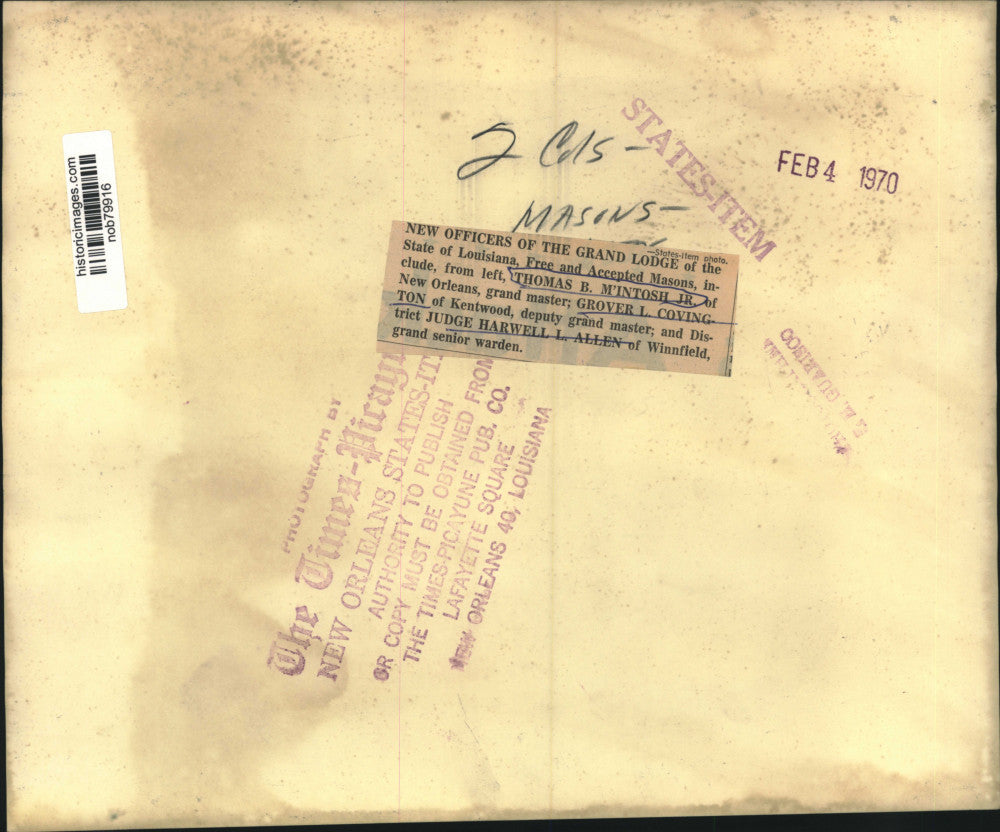 historicimages.com
nob79916
2 Cols -
MASONS-
STATES-ITEM
FEB 4 1970
-States-Item photo.
NEW OFFICERS OF THE GRAND LODGE of the
State of Louisiana, Free and Accepted Masons, in-
clude, from left, THOMAS B. M'INTOSH JR. of
New Orleans, grand master; GROVER L. COVING-
TON of Kentwood, deputy grand master; and Dis-
trict JUDGE HARWELL L. ALLEN of Winnfield,
grand senior warden.
G. E. GUARISCO
PHOTOGRAPH BY
The Times-Picayu
NEW ORLEANS STATES-IT
AUTHORITY TO PUBLISH
OR COPY MUST BE OBTAINED FROM
THE TIMES-PICAYUNE PUB. CO.
LAFAYETTE SQUARE
NEW ORLEANS 40, LOUISIANA